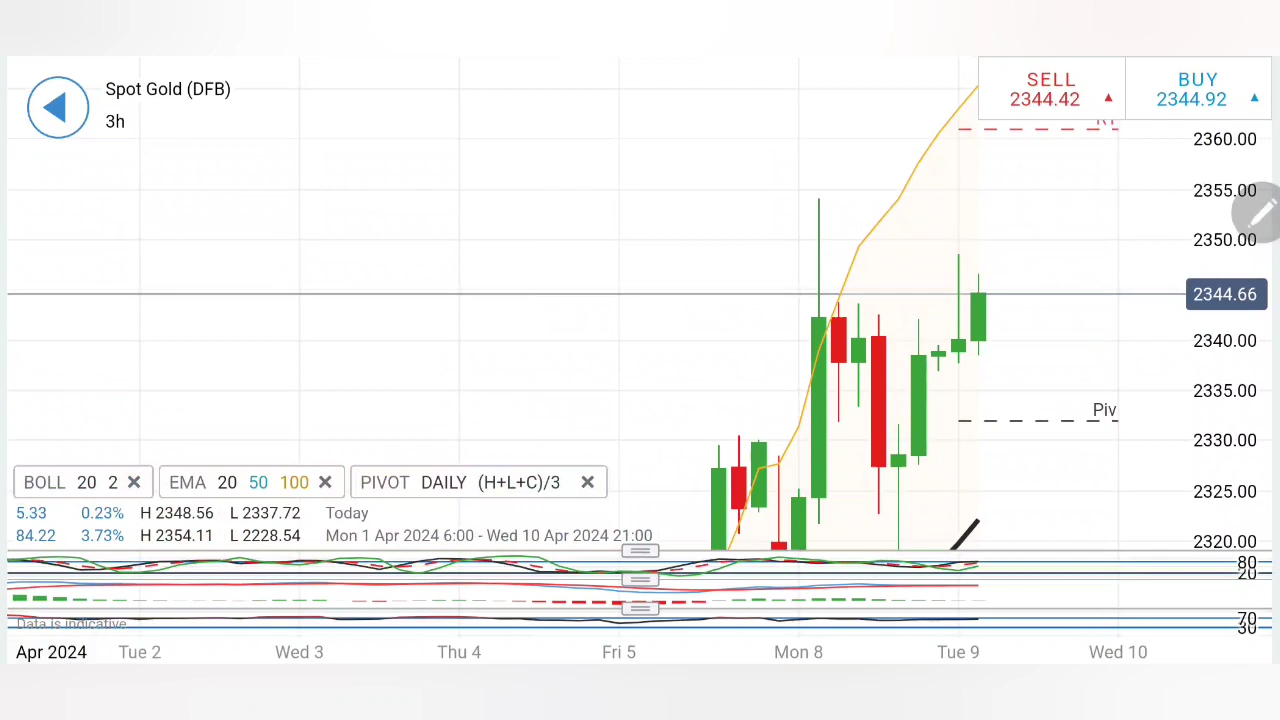 Spot Gold (DFB)
3h
SELL
2344.42
BUY
2344.92
R1
2360.00
2355.00
2350.00
2344.66
2340.00
2335.00
Piv
2330.00
2325.00
2320.00
BOLL 20 2
EMA 20 50 100
PIVOT DAILY (H+L+C)/3
5.33 0.23% H 2348.56 L 2337.72 Today
84.22 3.73% H 2354.11 L 2228.54 Mon 1 Apr 2024 6:00 - Wed 10 Apr 2024 21:00
80
20
Data is indicative
70
30
Apr 2024 Tue 2 Wed 3 Thu 4 Fri 5 Mon 8 Tue 9 Wed 10